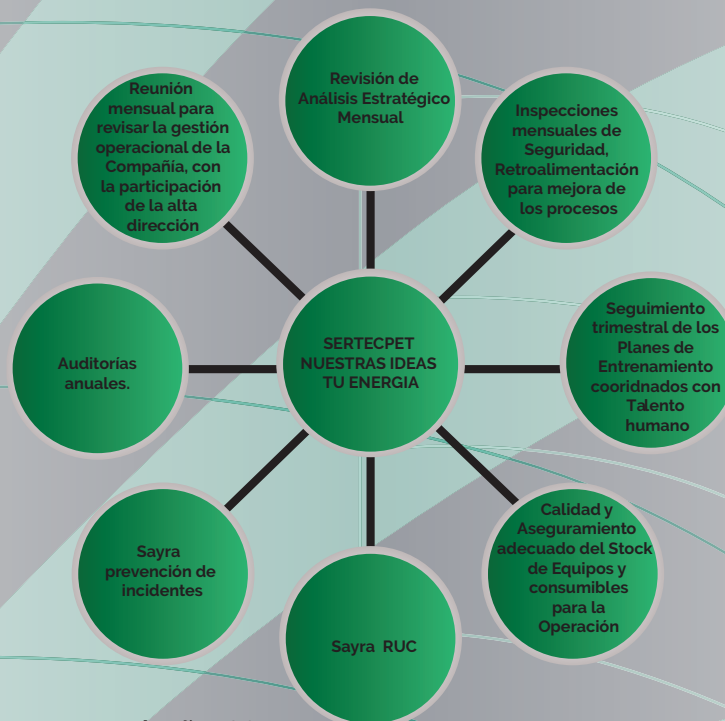 Revisión de
Análisis Estratégico
Mensual
Inspecciones
mensuales de
Seguridad,
Retroalimentación
para mejora de
los procesos
Seguimiento
trimestral de los
Planes de
Entrenamiento
cooridnados con
Talento
humano
Calidad y
Aseguramiento
adecuado del Stock
de Equipos y
consumibles
para la
Operación
Sayra RUC
Sayra
prevención de
incidentes
Auditorías
anuales.
Reunión
mensual para
revisar la gestión
operacional de la
Compañía, con
la participación
de la alta
dirección
SERTECPET
NUESTRAS IDEAS
TU ENERGIA